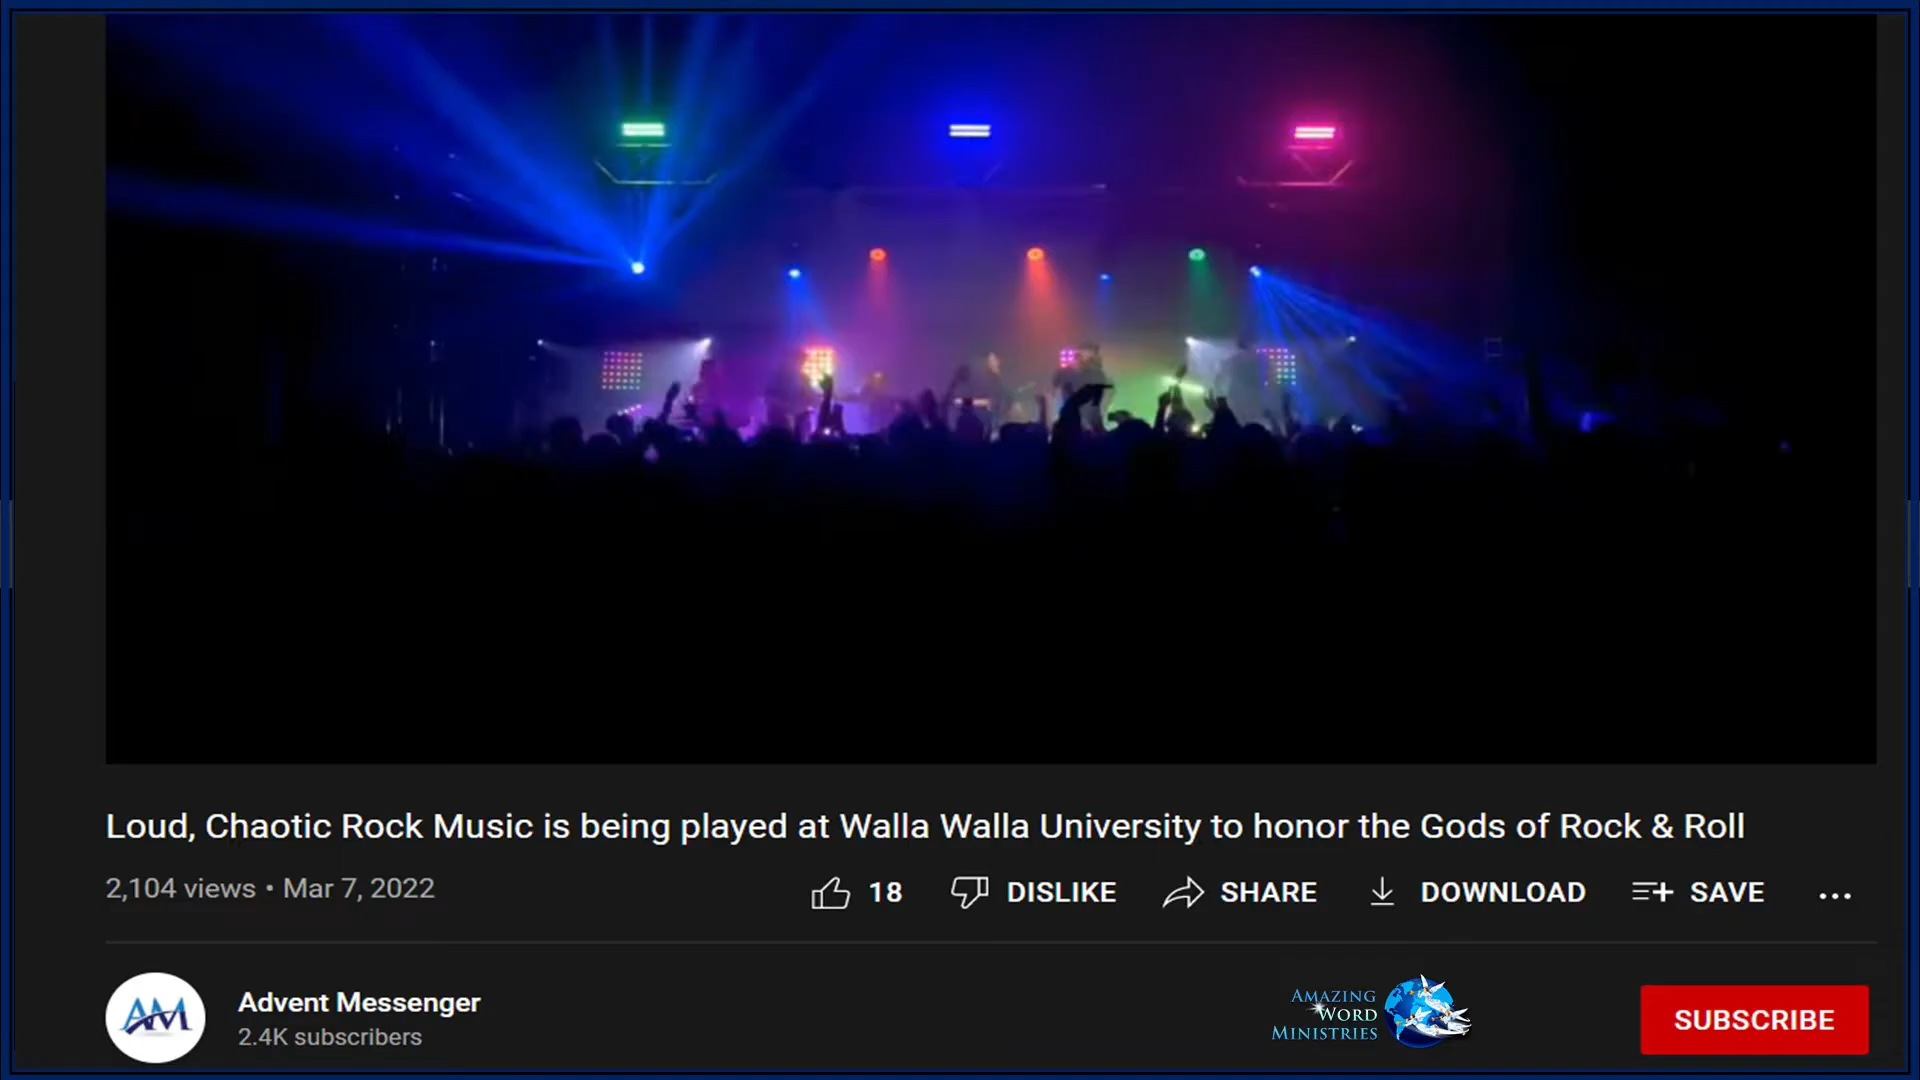 Loud, Chaotic Rock Music is being played at Walla Walla University to honor the Gods of Rock & Roll
2,104 views • Mar 7, 2022
18 DISLIKE SHARE DOWNLOAD SAVE ...
AM
Advent Messenger
2.4K subscribers
AMAZING
WORD
MINISTRIES
SUBSCRIBE